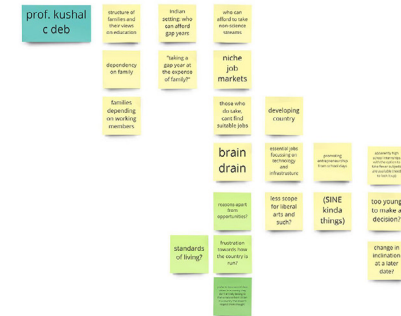 prof. kushal
c deb
structure of
families and
their views
on education
Indian
setting: who
can afford
gap years
who can
afford to take
non-science
streams
dependency
on family
"taking a
gap year at
the expense
of family?"
niche
job
markets
families
depending
on working
members
those who
do take,
cant find
suitable jobs
developing
country
brain
drain
essential jobs
focussing on
technology
and
infrastructure
promoting
entrepreneurship
from school days
reasons apart
from
opportunities?
less scope
for liberal
arts and
such?
(SINE
kinda
things)
too young
to make a
decision?
standards
of living?
frustration
towards how
the country is
run?
change in
inclination
at a later
date?